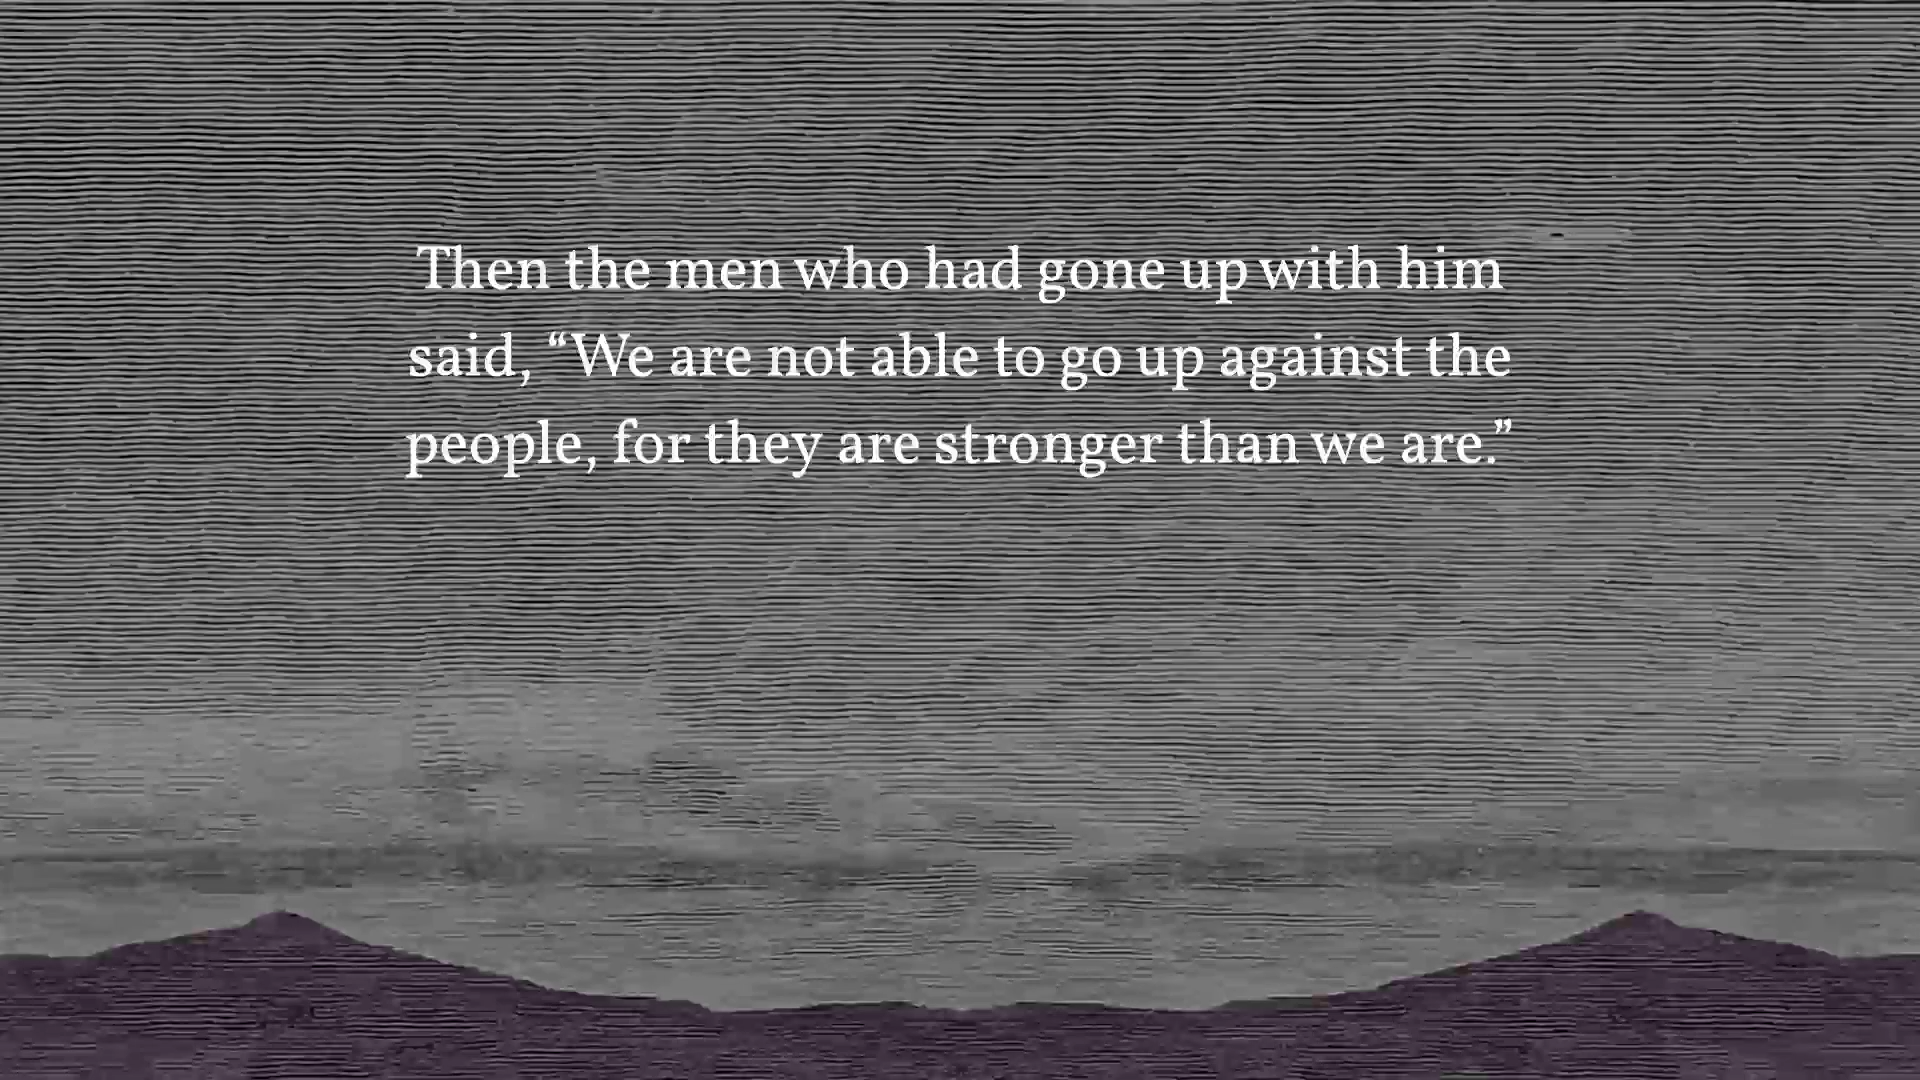 Then the men who had gone up with him
said, “We are not able to go up against the
people, for they are stronger than we are.”